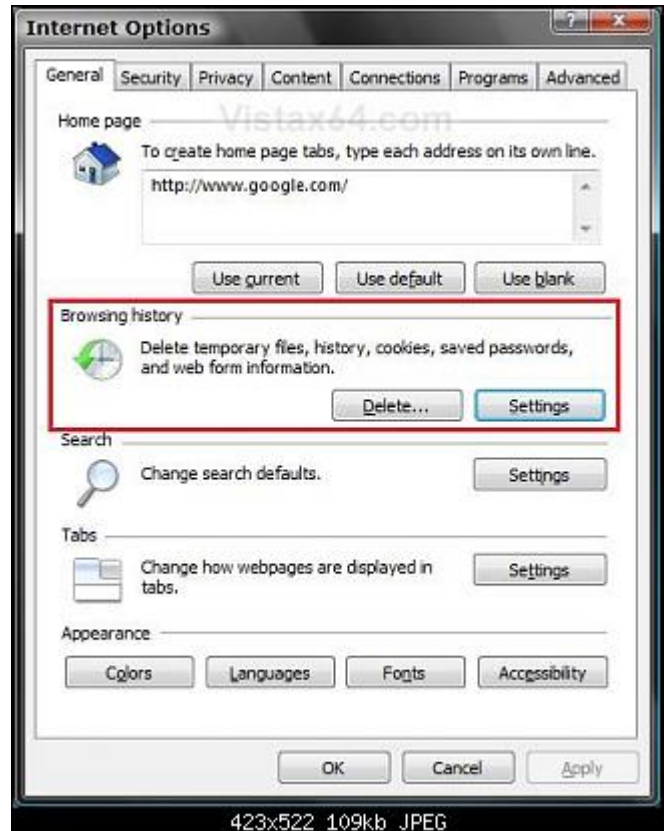 Internet Options
?
X
General Security Privacy Content Connections Programs Advanced
Vistax64.com
Home page
To create home page tabs, type each address on its own line.
http://www.google.com/
Use current Use default Use blank
Browsing history
Delete temporary files, history, cookies, saved passwords,
and web form information.
Delete... Settings
Search
Change search defaults. Settings
Tabs
Change how webpages are displayed in Settings
tabs.
Appearance
Colors Languages Fonts Accessibility
OK Cancel Apply
423x522 109kb JPEG